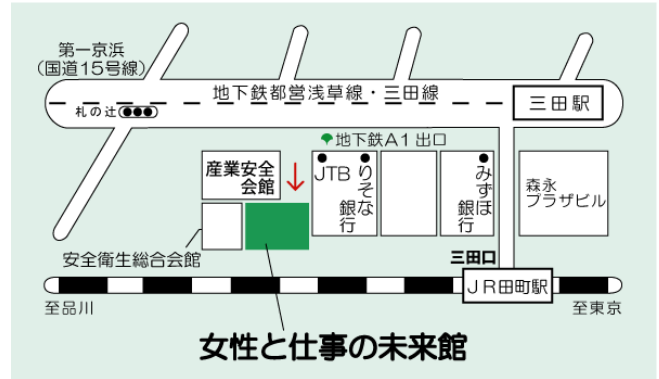 第一京浜
(国道15号線)
地下鉄都営浅草線・三田線
三田駅
札の辻
地下鉄A1出口
産業安全
会館
JTB
りそな
銀行
みずほ
銀行
森永
プラザビル
安全衛生総合会館
三田口
JR田町駅
至品川
至東京
女性と仕事の未来館